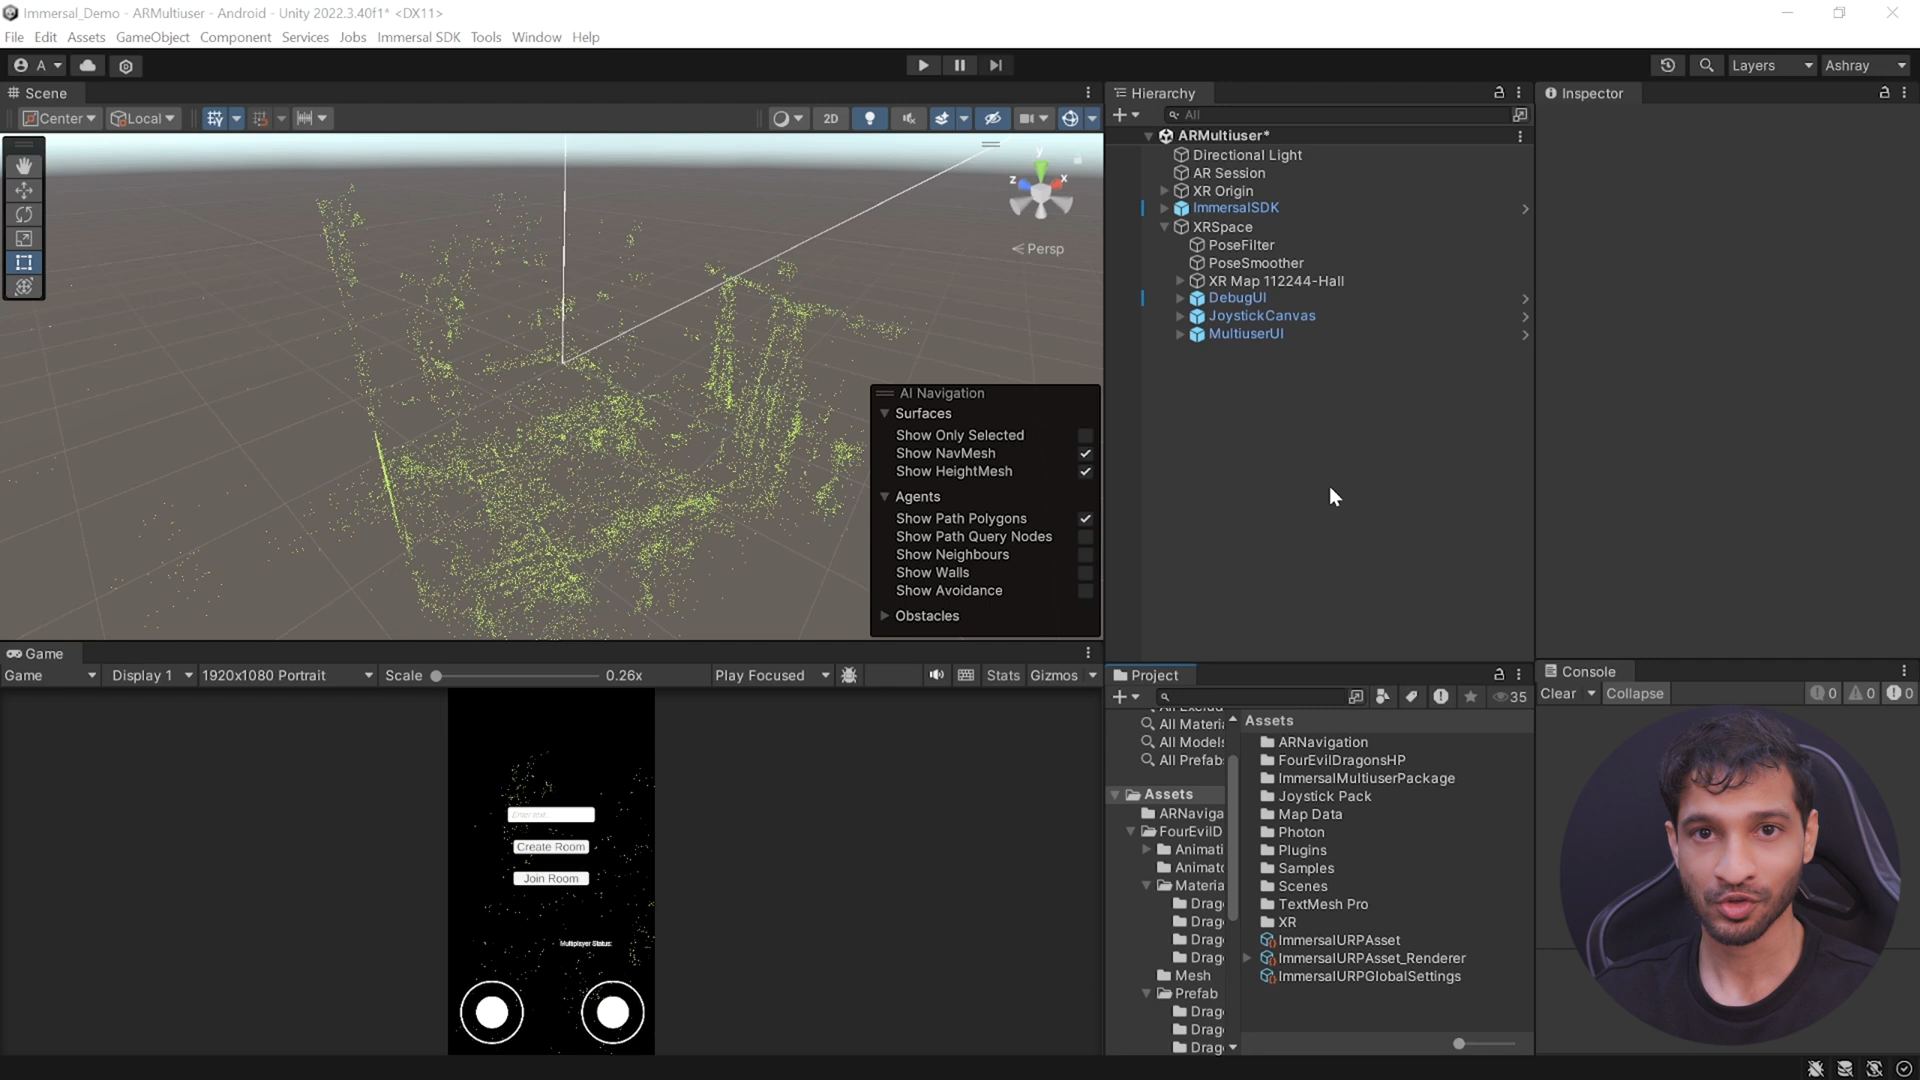 Immersal_Demo - ARMultiuser - Android - Unity 2022.3.40f1* <DX11>
File Edit Assets GameObject Component Services Jobs Immersal SDK Tools Window Help
A
Layers
Ashray
Scene
Center
Local
2D
y
z
x
Persp
AI Navigation
Surfaces
Show Only Selected
Show NavMesh
Show HeightMesh
Agents
Show Path Polygons
Show Path Query Nodes
Show Neighbours
Show Walls
Show Avoidance
Obstacles
Hierarchy
All
ARMultiuser*
Directional Light
AR Session
XR Origin
ImmersalSDK
XRSpace
PoseFilter
PoseSmoother
XR Map 112244-Hall
DebugUI
JoystickCanvas
MultiuserUI
Inspector
Game
Game Display 1 1920x1080 Portrait Scale 0.26x Play Focused Stats Gizmos
Enter text...
Create Room
Join Room
Multiplayer Status:
Project
35
All Materi
All Models
All Prefab
Assets
ARNaviga
FourEvilD
Animati
Animato
Materia
Drag
Drag
Drag
Drag
Mesh
Prefab
Drag
Drag
Drag
Assets
ARNavigation
FourEvilDragonsHP
ImmersalMultiuserPackage
Joystick Pack
Map Data
Photon
Plugins
Samples
Scenes
TextMesh Pro
XR
ImmersalURPAsset
ImmersalURPAsset_Renderer
ImmersalURPGlobalSettings
Console
Clear Collapse 0 0 0